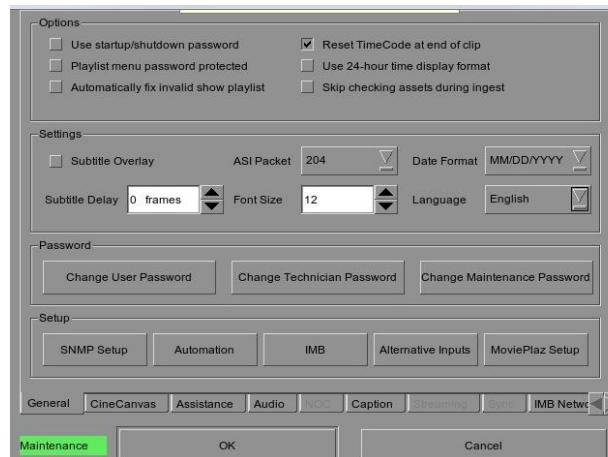 Options
Use startup/shutdown password
Reset TimeCode at end of clip
Playlist menu password protected
Use 24-hour time display format
Automatically fix invalid show playlist
Skip checking assets during ingest
Settings
Subtitle Overlay
ASI Packet 204
Date Format MM/DD/YYYY
Subtitle Delay 0 frames
Font Size 12
Language English
Password
Change User Password
Change Technician Password
Change Maintenance Password
Setup
SNMP Setup
Automation
IMB
Alternative Inputs
MoviePlaz Setup
General
CineCanvas
Assistance
Audio
NOC
Caption
Streaming
Sync
IMB Netwo
Maintenance
OK
Cancel